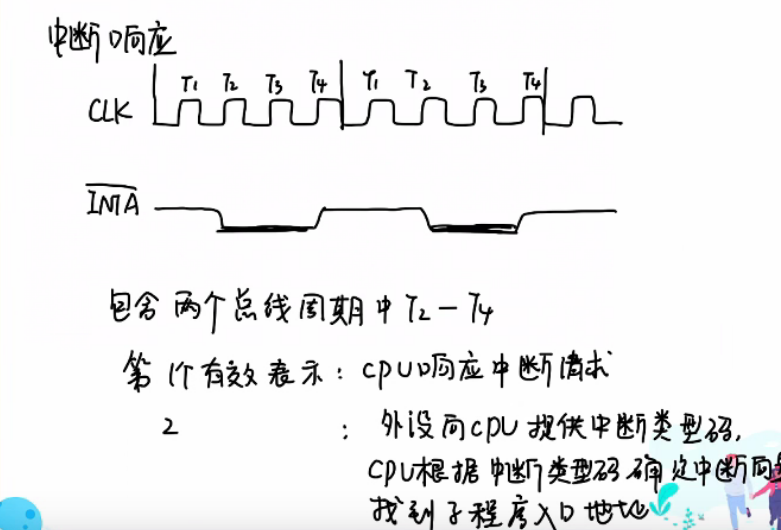 中断响应
T1 T2 T3 T4 T1 T2 T3 T4
CLK
INTA
包含两个总线周期中T2-T4
第1个有效表示:CPU响应中断请求
2 :外设向CPU提供中断类型码,
CPU根据中断类型码确定中断向量
找到子程序入口地址